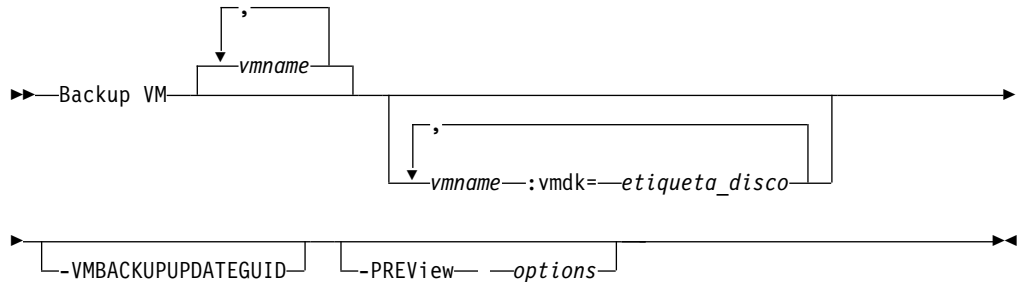 ,
vmname
Backup VM
,
vmname :vmdk= etiqueta_disco
-VMBACKUPUPDATEGUID -PREView options